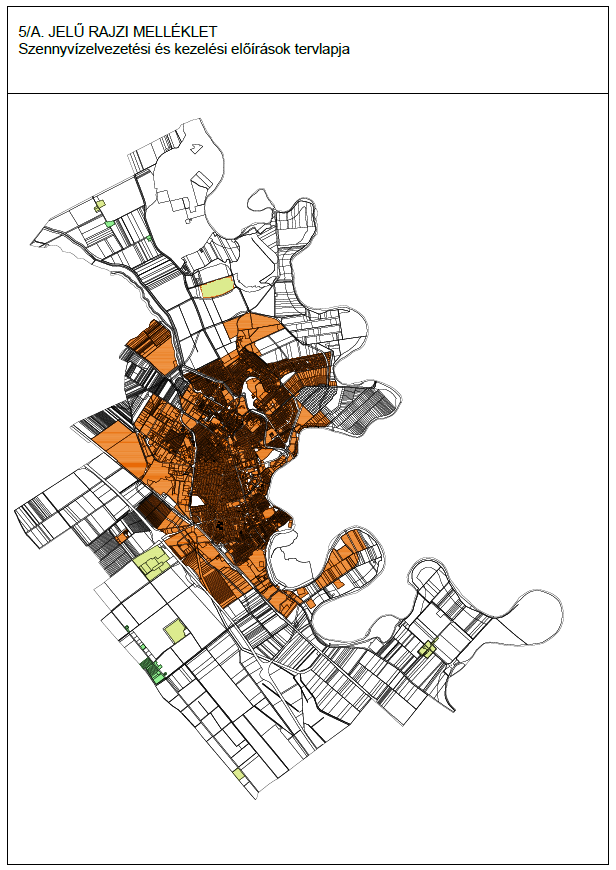 5/A. JELŰ RAJZI MELLÉKLET
Szennyvízelvezetési és kezelési előírások tervlapja